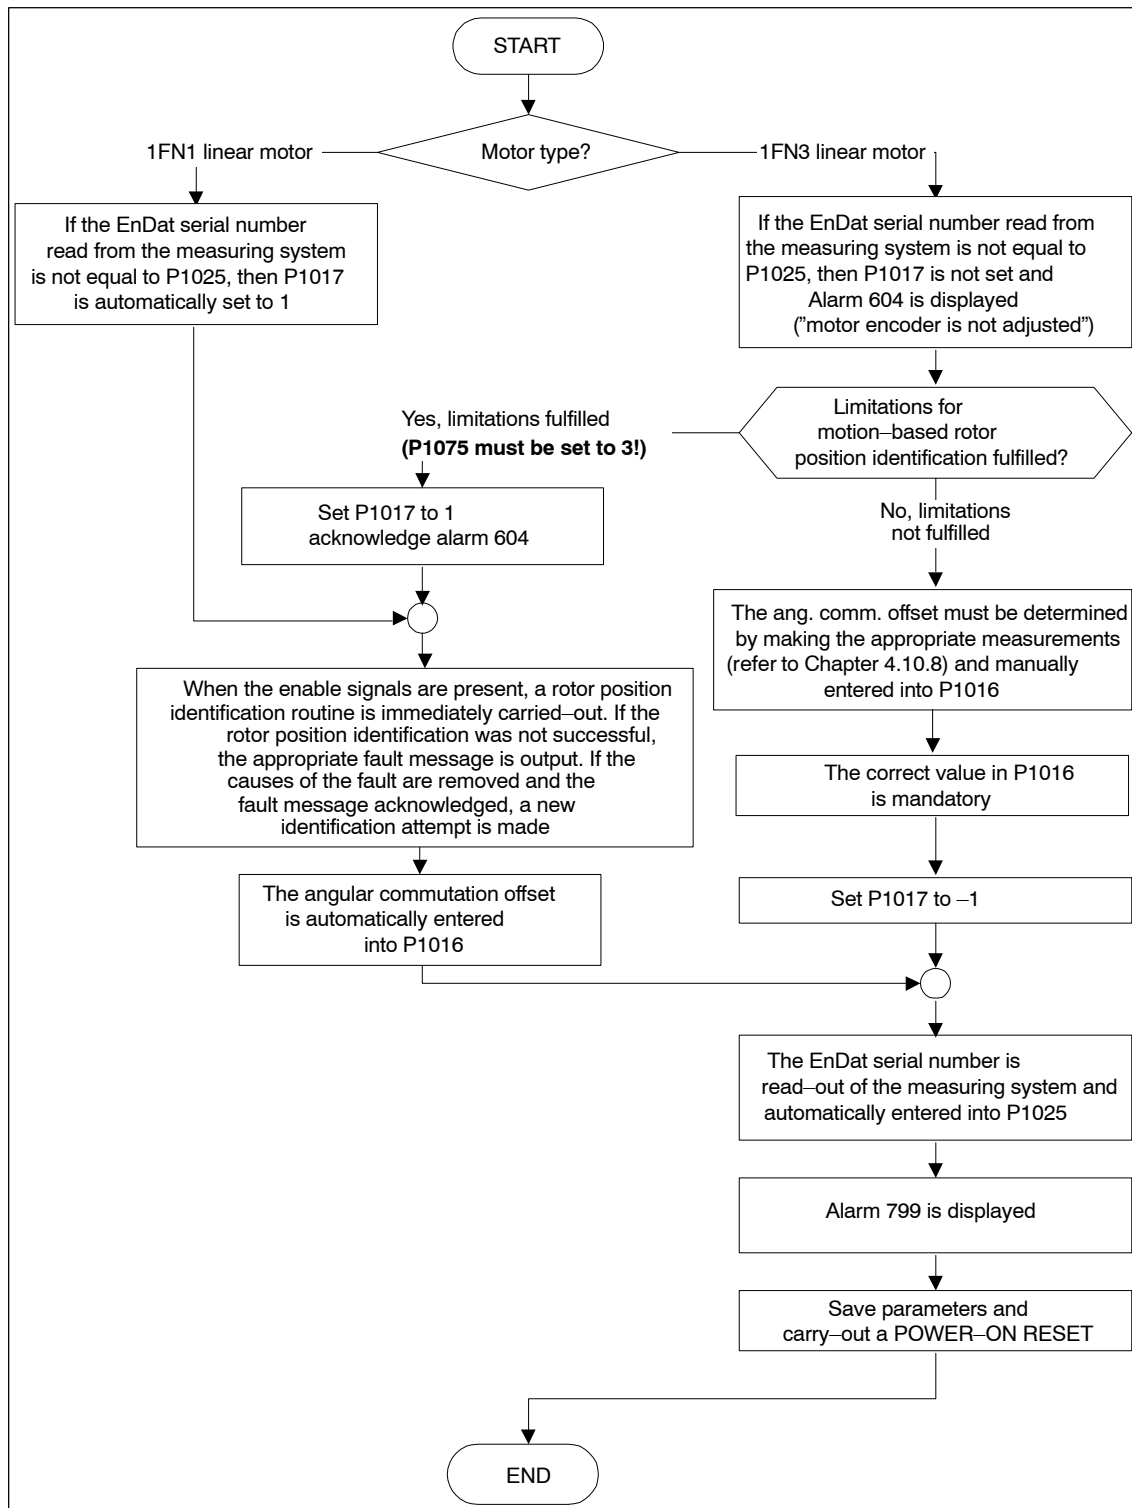 START
Motor type?
1FN1 linear motor
1FN3 linear motor
If the EnDat serial number
read from the measuring system
is not equal to P1025, then P1017
is automatically set to 1
If the EnDat serial number read from
the measuring system is not equal to
P1025, then P1017 is not set and
Alarm 604 is displayed
(”motor encoder is not adjusted”)
Limitations for
motion–based rotor
position identification fulfilled?
Yes, limitations fulfilled
(P1075 must be set to 3!)
Set P1017 to 1
acknowledge alarm 604
No, limitations
not fulfilled
The ang. comm. offset must be determined
by making the appropriate measurements
(refer to Chapter 4.10.8) and manually
entered into P1016
When the enable signals are present, a rotor position
identification routine is immediately carried–out. If the
rotor position identification was not successful,
the appropriate fault message is output. If the
causes of the fault are removed and the
fault message acknowledged, a new
identification attempt is made
The correct value in P1016
is mandatory
The angular commutation offset
is automatically entered
into P1016
Set P1017 to –1
The EnDat serial number is
read–out of the measuring system and
automatically entered into P1025
Alarm 799 is displayed
Save parameters and
carry–out a POWER–ON RESET
END